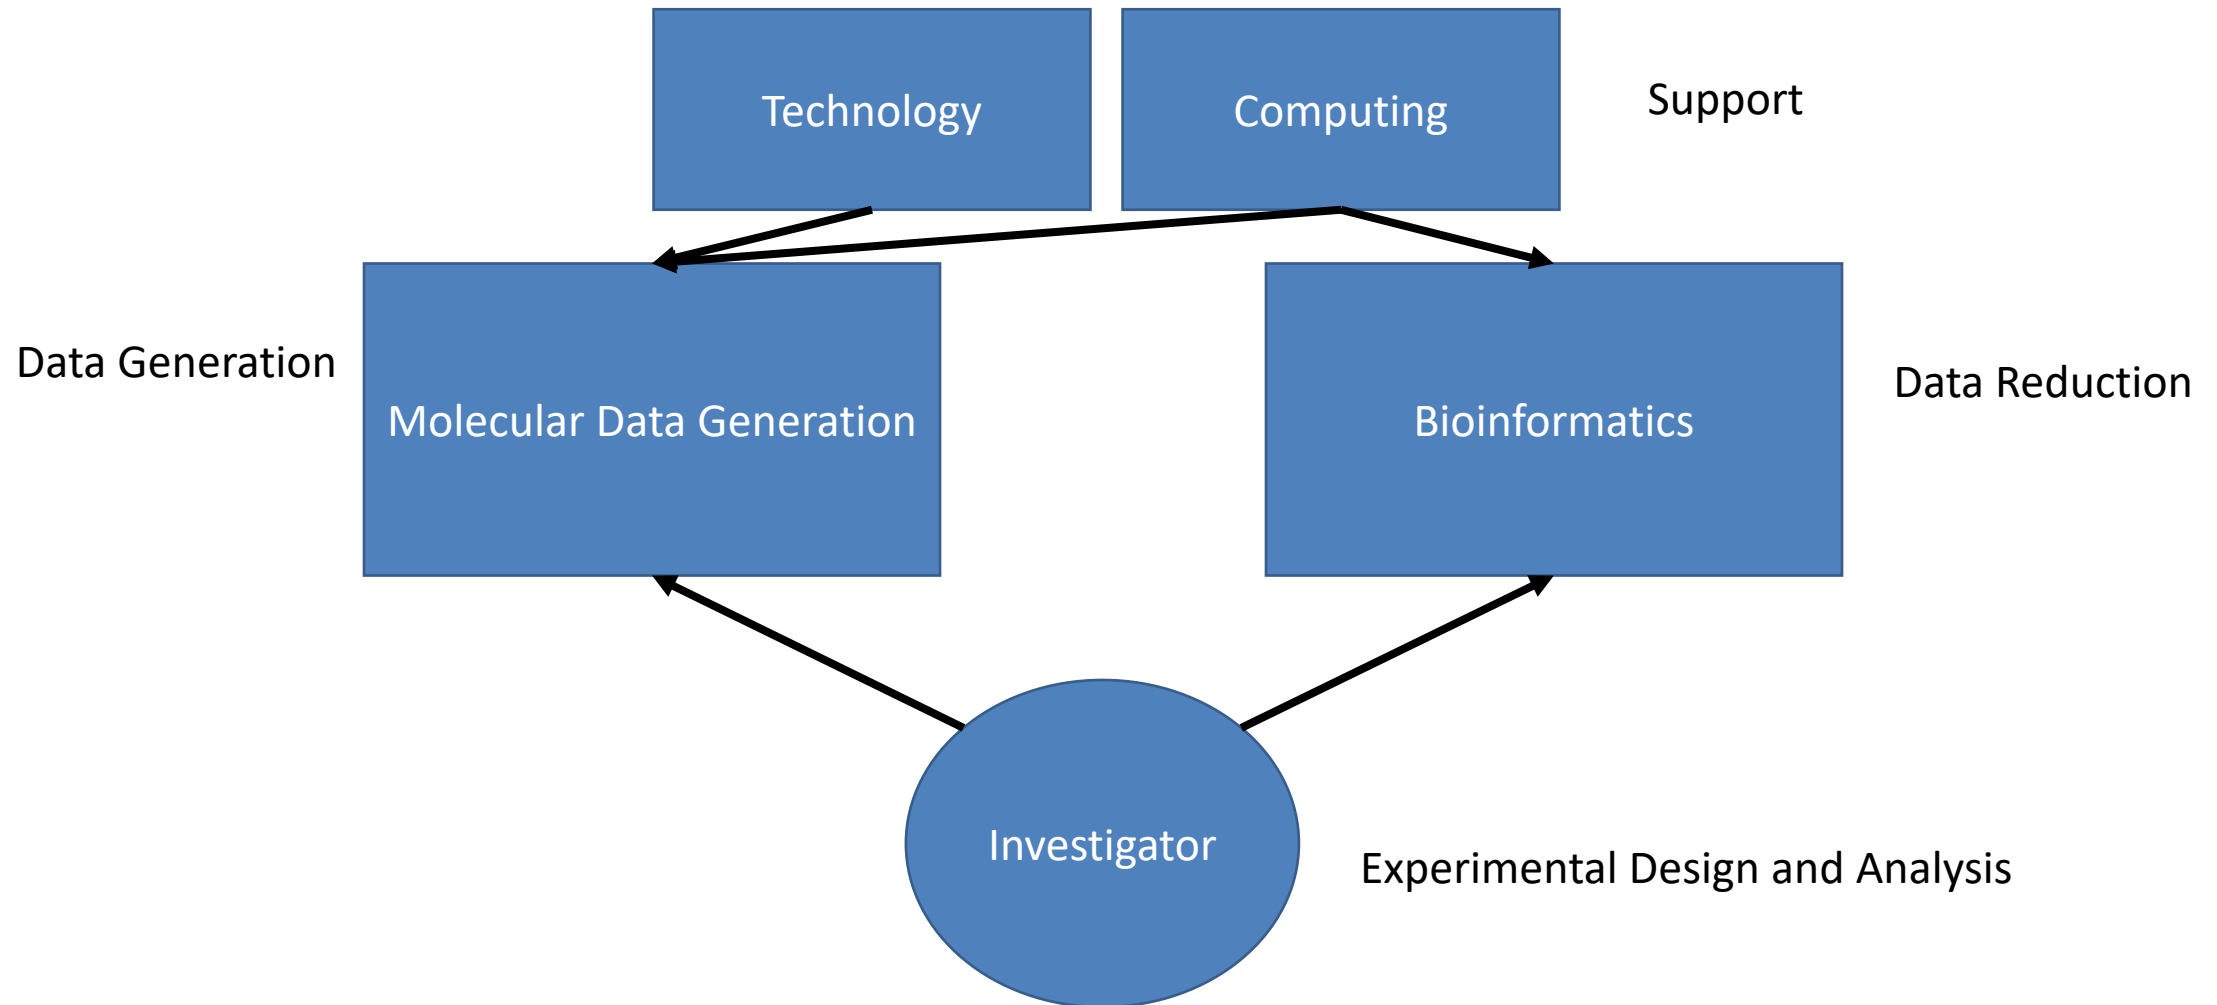 Technology
Computing
Support
Data Generation
Molecular Data Generation
Bioinformatics
Data Reduction
Investigator
Experimental Design and Analysis